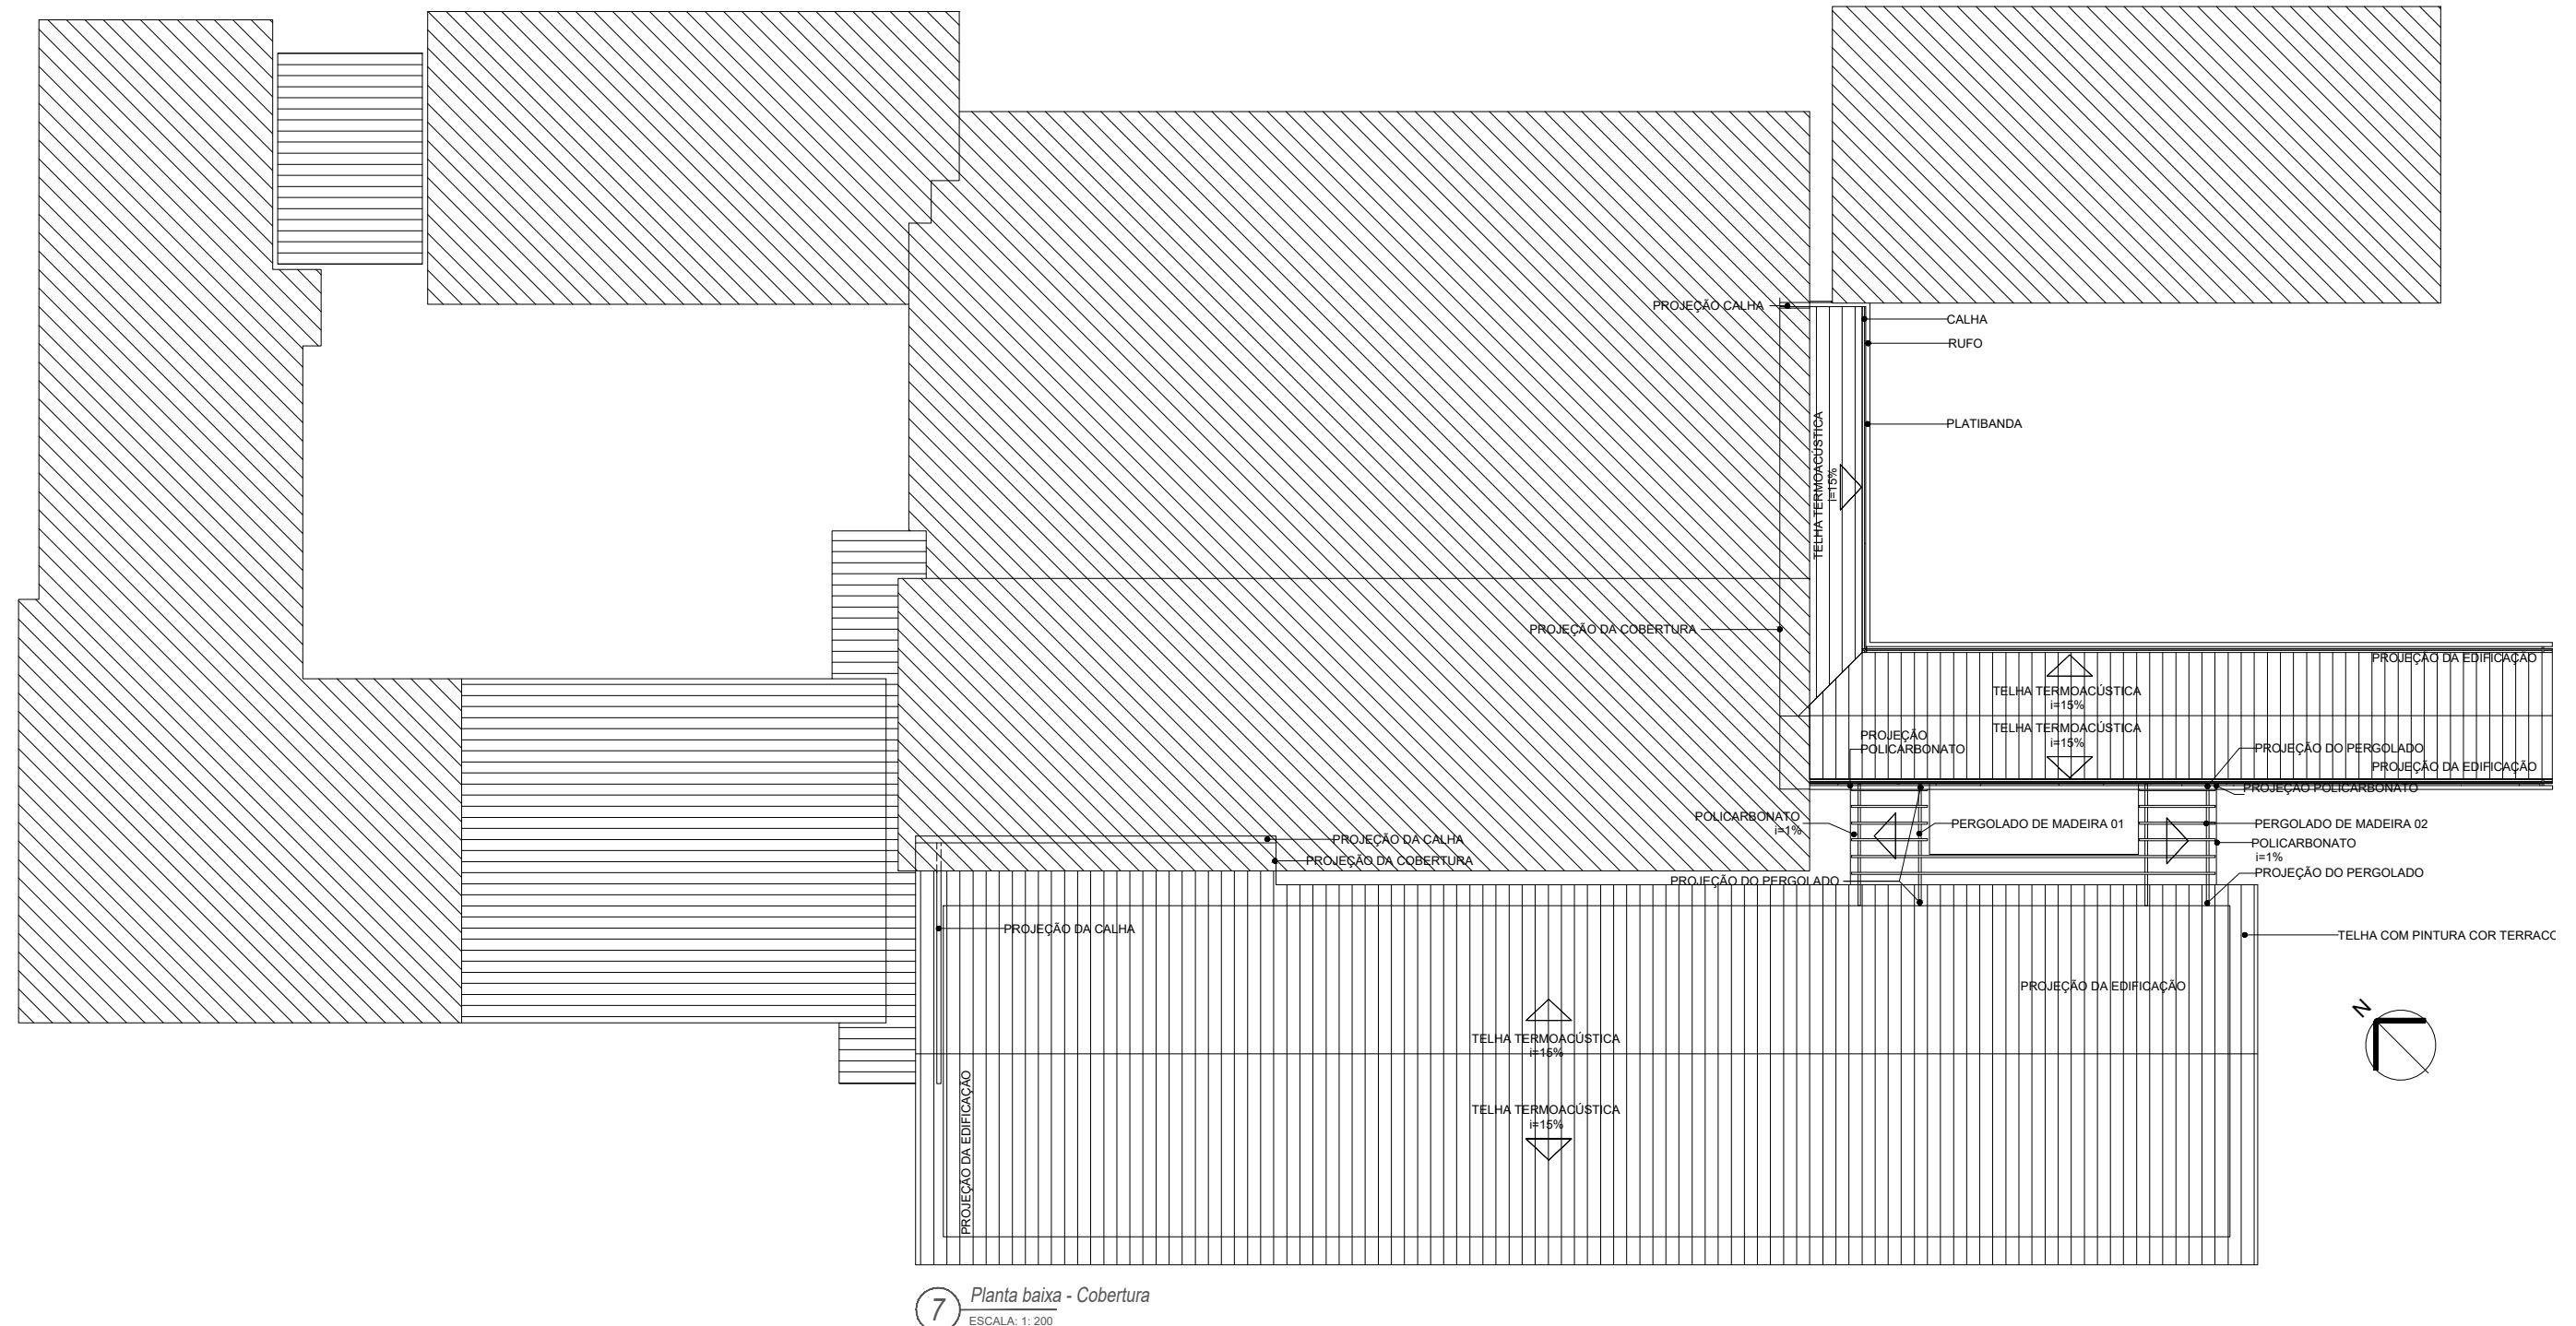 PROJEÇÃO CALHA
CALHA
RUFO
PLATIBANDA
TELHA TERMOACÚSTICA
i=15%
PROJEÇÃO DA COBERTURA
PROJEÇÃO DA EDIFICAÇÃO
TELHA TERMOACÚSTICA
i=15%
TELHA TERMOACÚSTICA
i=15%
PROJEÇÃO
POLICARBONATO
PROJEÇÃO DO PERGOLADO
PROJEÇÃO DA EDIFICAÇÃO
PROJEÇÃO POLICARBONATO
POLICARBONATO
i=1%
PERGOLADO DE MADEIRA 01
PERGOLADO DE MADEIRA 02
POLICARBONATO
i=1%
PROJEÇÃO DA CALHA
PROJEÇÃO DA COBERTURA
PROJEÇÃO DO PERGOLADO
PROJEÇÃO DO PERGOLADO
PROJEÇÃO DA CALHA
TELHA COM PINTURA COR TERRACO
PROJEÇÃO DA EDIFICAÇÃO
N
TELHA TERMOACÚSTICA
i=15%
PROJEÇÃO DA EDIFICAÇÃO
TELHA TERMOACÚSTICA
i=15%
7
Planta baixa - Cobertura
ESCALA: 1: 200